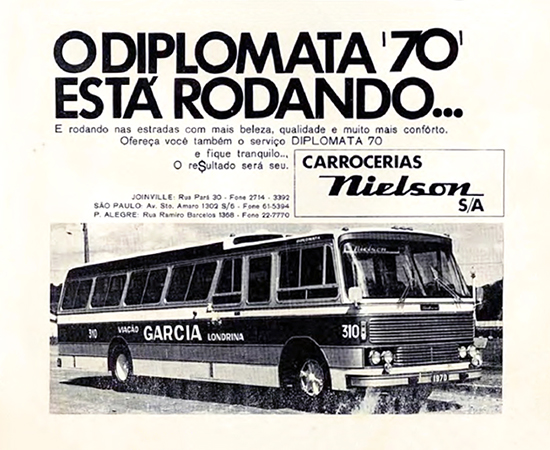 O DIPLOMATA '70'
ESTÁ RODANDO...
E rodando nas estradas com mais beleza, qualidade e muito mais confôrto.
Ofereça você também o serviço DIPLOMATA 70
e fique tranquilo..,
O re$ultado será seu.
CARROCERIAS
Nielson
S/A
JOINVILLE: Rua Pará 30 - Fone 2714 - 3392
SÃO PAULO: Av. Sto. Amaro 1302 S/6 - Fone 61-5394
P. ALEGRE: Rua Ramiro Barcelos 1368 - Fone 22-7770
DIPLOMATA
Nielson
310 VIAÇÃO GARCIA LONDRINA 310
1970